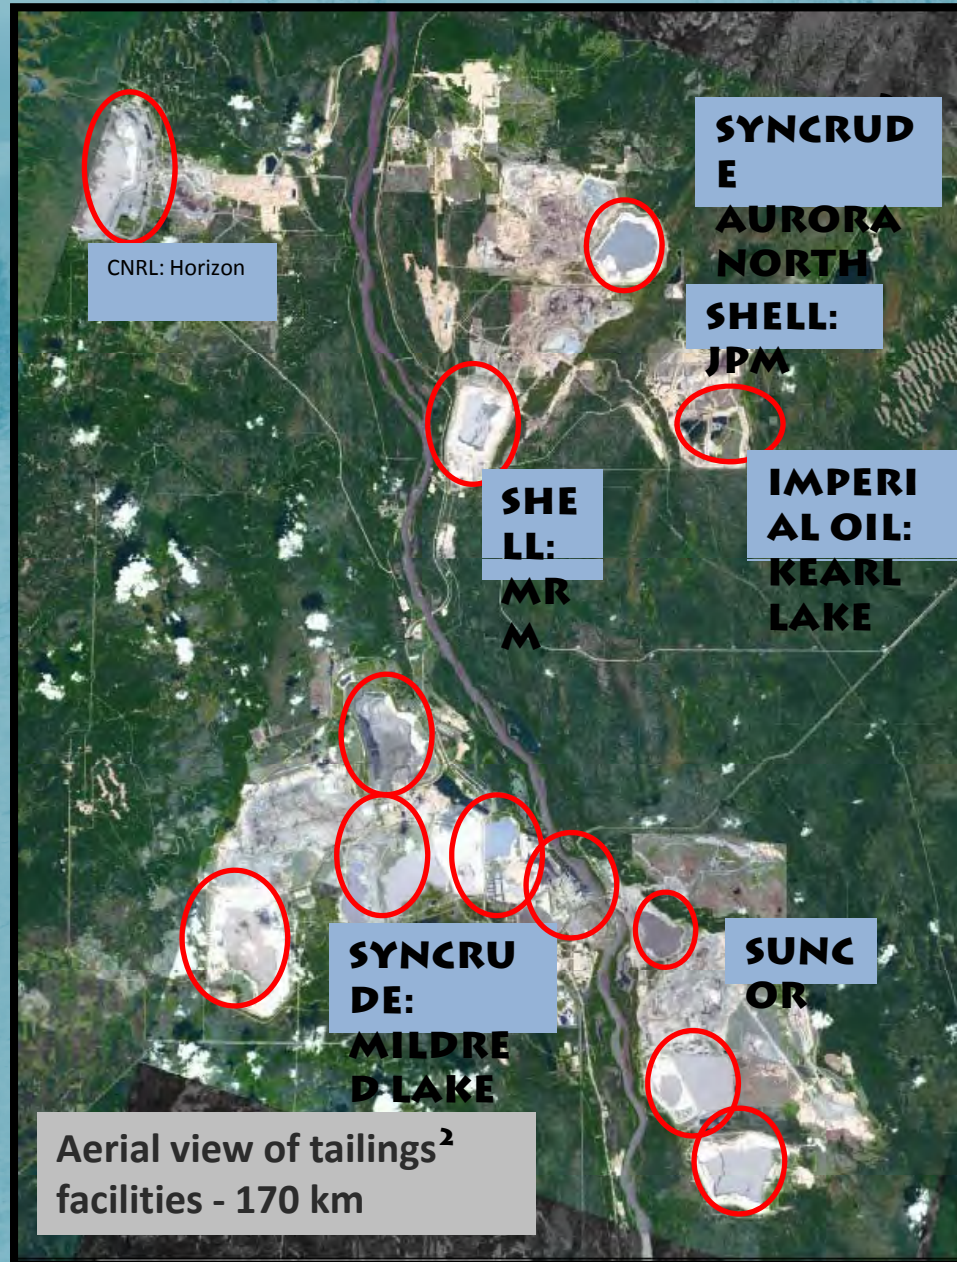 SYNCRUD
E
AURORA
NORTH
CNRL: Horizon
SHELL:
JPM
SHE
LL:
MR
M
IMPERI
AL OIL:
KEARL
LAKE
SYNCRU
DE:
MILDRE
D LAKE
SUNC
OR
Aerial view of tailings²
facilities - 170 km